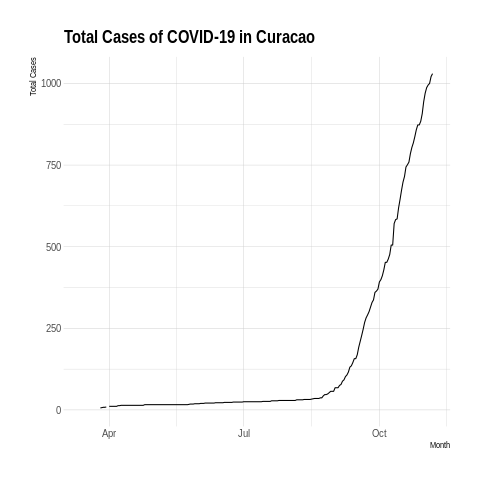 Total Cases of COVID-19 in Curacao
Total Cases
1000
750
500
250
0
Apr
Jul
Oct
Month